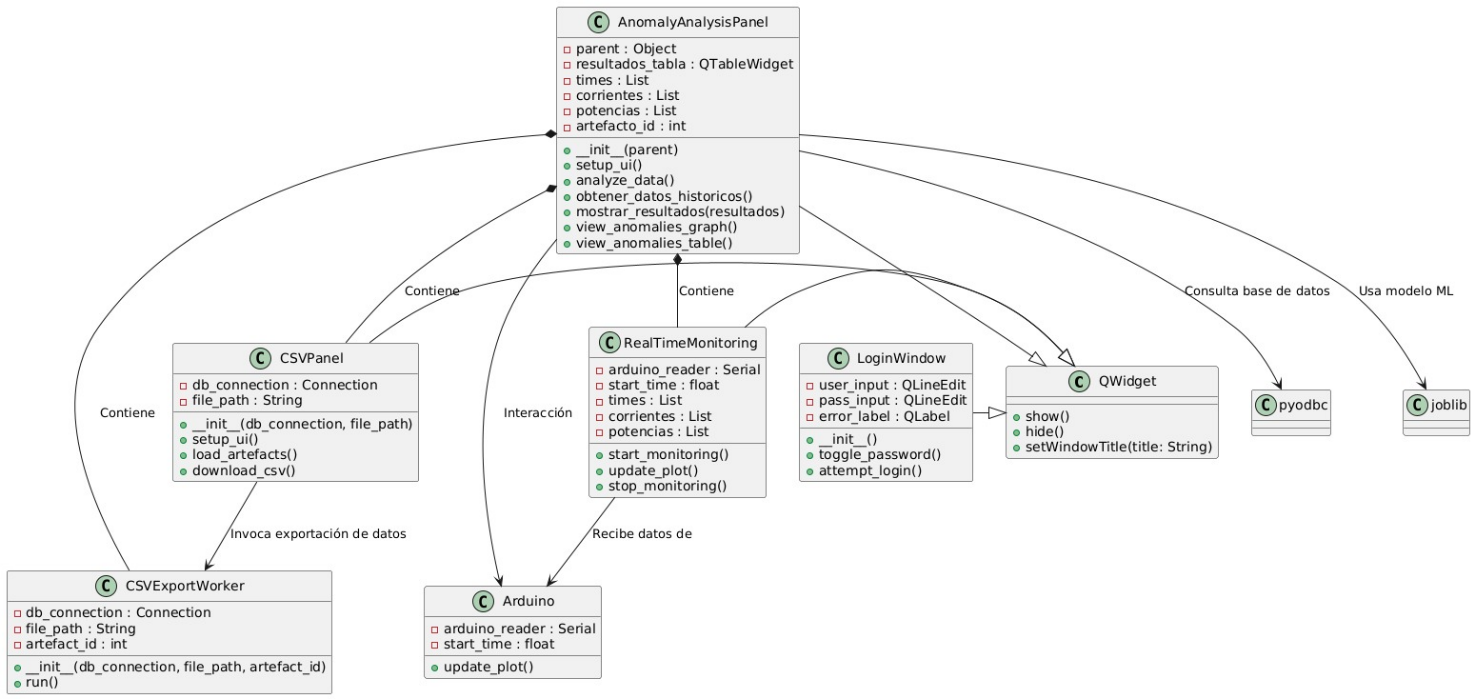 C AnomalyAnalysisPanel
parent : Object
resultados_tabla : QTableWidget
times : List
corrientes : List
potencias : List
artefacto_id : int
__init__(parent)
setup_ui()
analyze_data()
obtener_datos_historicos()
mostrar_resultados(resultados)
view_anomalies_graph()
view_anomalies_table()
Contiene
Contiene
Consulta base de datos
Usa modelo ML
C CSVPanel
db_connection : Connection
file_path : String
__init__(db_connection, file_path)
setup_ui()
load_artefacts()
download_csv()
Contiene
Interacción
C RealTimeMonitoring
arduino_reader : Serial
start_time : float
times : List
corrientes : List
potencias : List
start_monitoring()
update_plot()
stop_monitoring()
C LoginWindow
user_input : QLineEdit
pass_input : QLineEdit
error_label : QLabel
__init__()
toggle_password()
attempt_login()
C QWidget
show()
hide()
setWindowTitle(title: String)
C pyodbc
C joblib
Invoca exportación de datos
Recibe datos de
C CSVExportWorker
db_connection : Connection
file_path : String
artefact_id : int
__init__(db_connection, file_path, artefact_id)
run()
C Arduino
arduino_reader : Serial
start_time : float
update_plot()